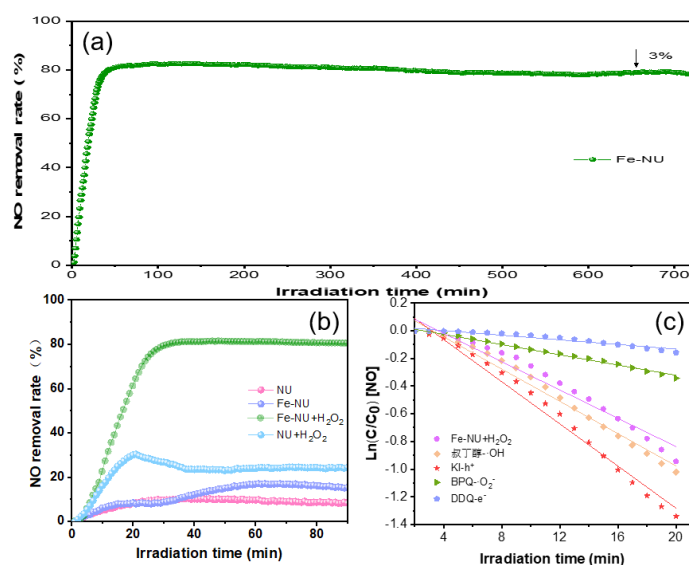 (a)
NO removal rate ( %)
100
80
60
40
20
0
3%
Fe-NU
0
100
200
300
400
500
600
700
Irradiation time (min)
(b)
NO removal rate (%)
100
80
60
40
20
0
NU
Fe-NU
Fe-NU+H₂O₂
NU+H₂O₂
0
20
40
60
80
Irradiation time (min)
(c)
Ln(C/C₀) [NO]
0.2
0.0
-0.2
-0.4
-0.6
-0.8
-1.0
-1.2
-1.4
Fe-NU+H₂O₂
叔丁醇-·OH
KI-h⁺
BPQ-·O₂⁻
DDQ-e⁻
4
8
12
16
20
Irradiation time (min)